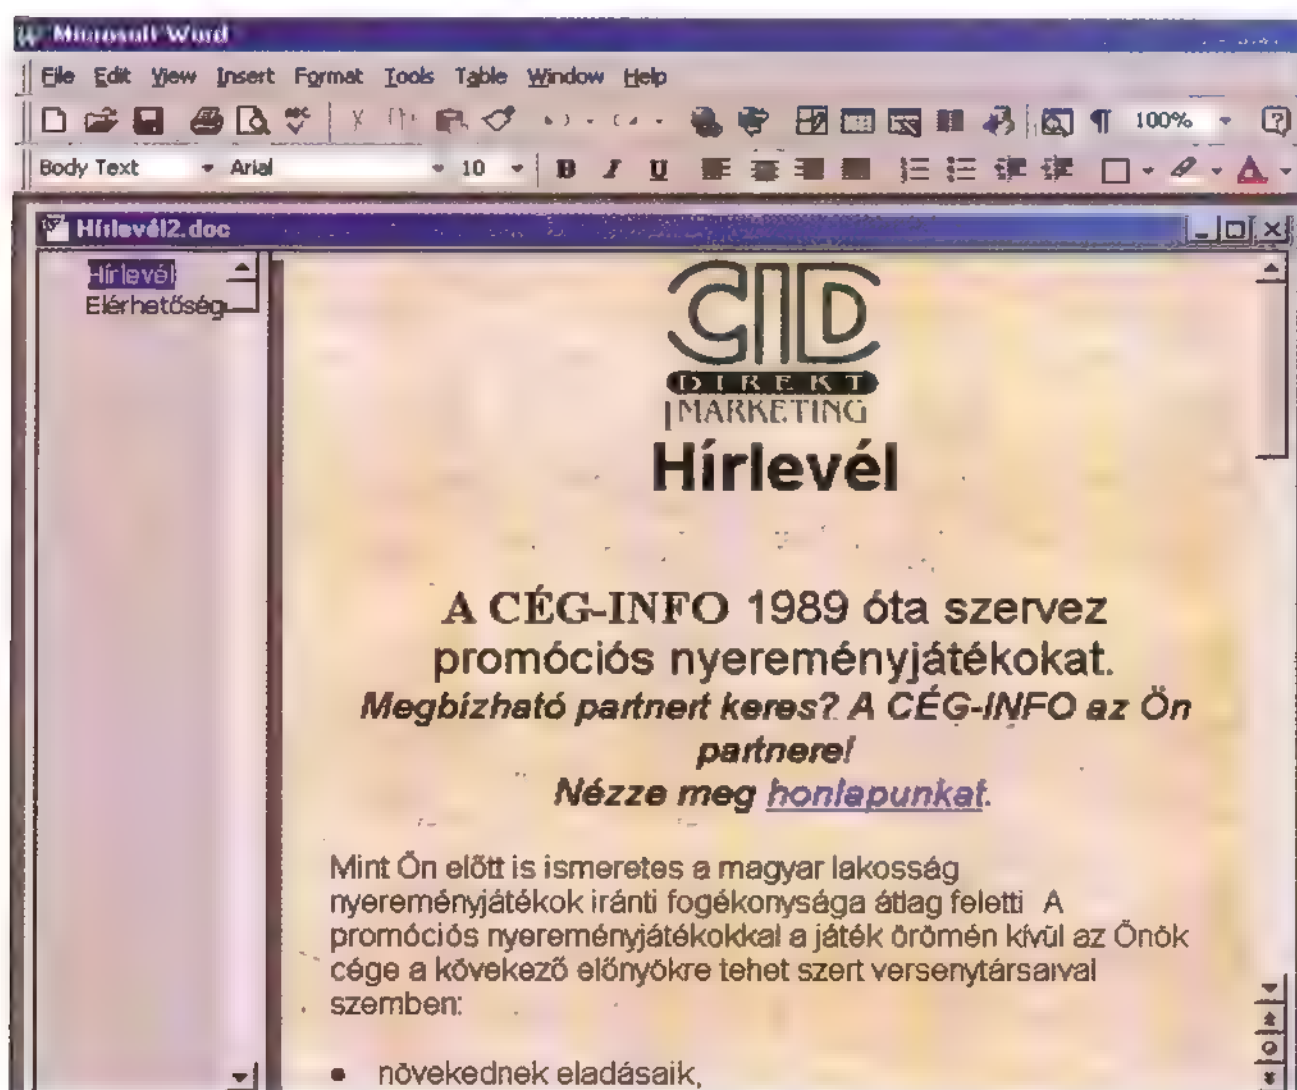 Microsoft Word
File Edit View Insert Format Tools Table Window Help
100%
Body Text Arial 10 B I U A
Hírlevél2.doc
Hírlevél
Elérhetőség
CID
DIREKT
MARKETING
Hírlevél
A CÉG-INFO 1989 óta szervez
promóciós nyereményjátékokat.
Megbízható partnert keres? A CÉG-INFO az Ön
partnere!
Nézze meg honlapunkat.
Mint Ön előtt is ismeretes a magyar lakosság
nyereményjátékok iránti fogékonysága átlag feletti A
promóciós nyereményjátékokkal a játék örömén kívül az Önök
cége a kövekező előnyökre tehet szert versenytársaival
szemben:
• növekednek eladásaik,